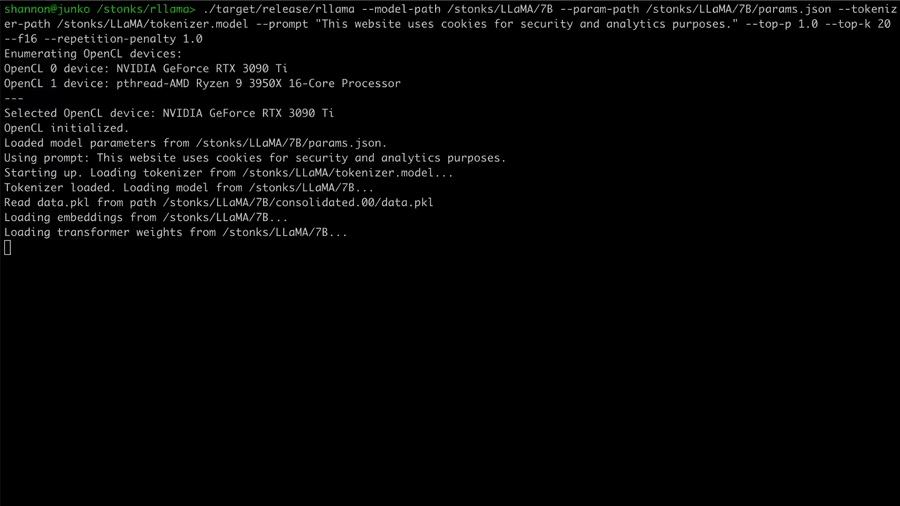 shannon@junko /stonks/rllama> ./target/release/rllama --model-path /stonks/LLaMA/7B --param-path /stonks/LLaMA/7B/params.json --tokeniz
er-path /stonks/LLaMA/tokenizer.model --prompt "This website uses cookies for security and analytics purposes." --top-p 1.0 --top-k 20
--f16 --repetition-penalty 1.0
Enumerating OpenCL devices:
OpenCL 0 device: NVIDIA GeForce RTX 3090 Ti
OpenCL 1 device: pthread-AMD Ryzen 9 3950X 16-Core Processor
---
Selected OpenCL device: NVIDIA GeForce RTX 3090 Ti
OpenCL initialized.
Loaded model parameters from /stonks/LLaMA/7B/params.json.
Using prompt: This website uses cookies for security and analytics purposes.
Starting up. Loading tokenizer from /stonks/LLaMA/tokenizer.model...
Tokenizer loaded. Loading model from /stonks/LLaMA/7B...
Read data.pkl from path /stonks/LLaMA/7B/consolidated.00/data.pkl
Loading embeddings from /stonks/LLaMA/7B...
Loading transformer weights from /stonks/LLaMA/7B...